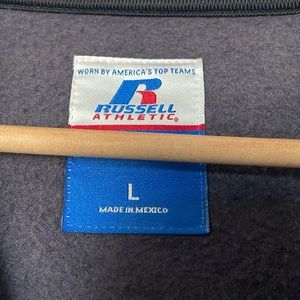 WORN BY AMERICA'S TOP TEAMS
R
RUSSELL
ATHLETIC®
L
MADE IN MEXICO